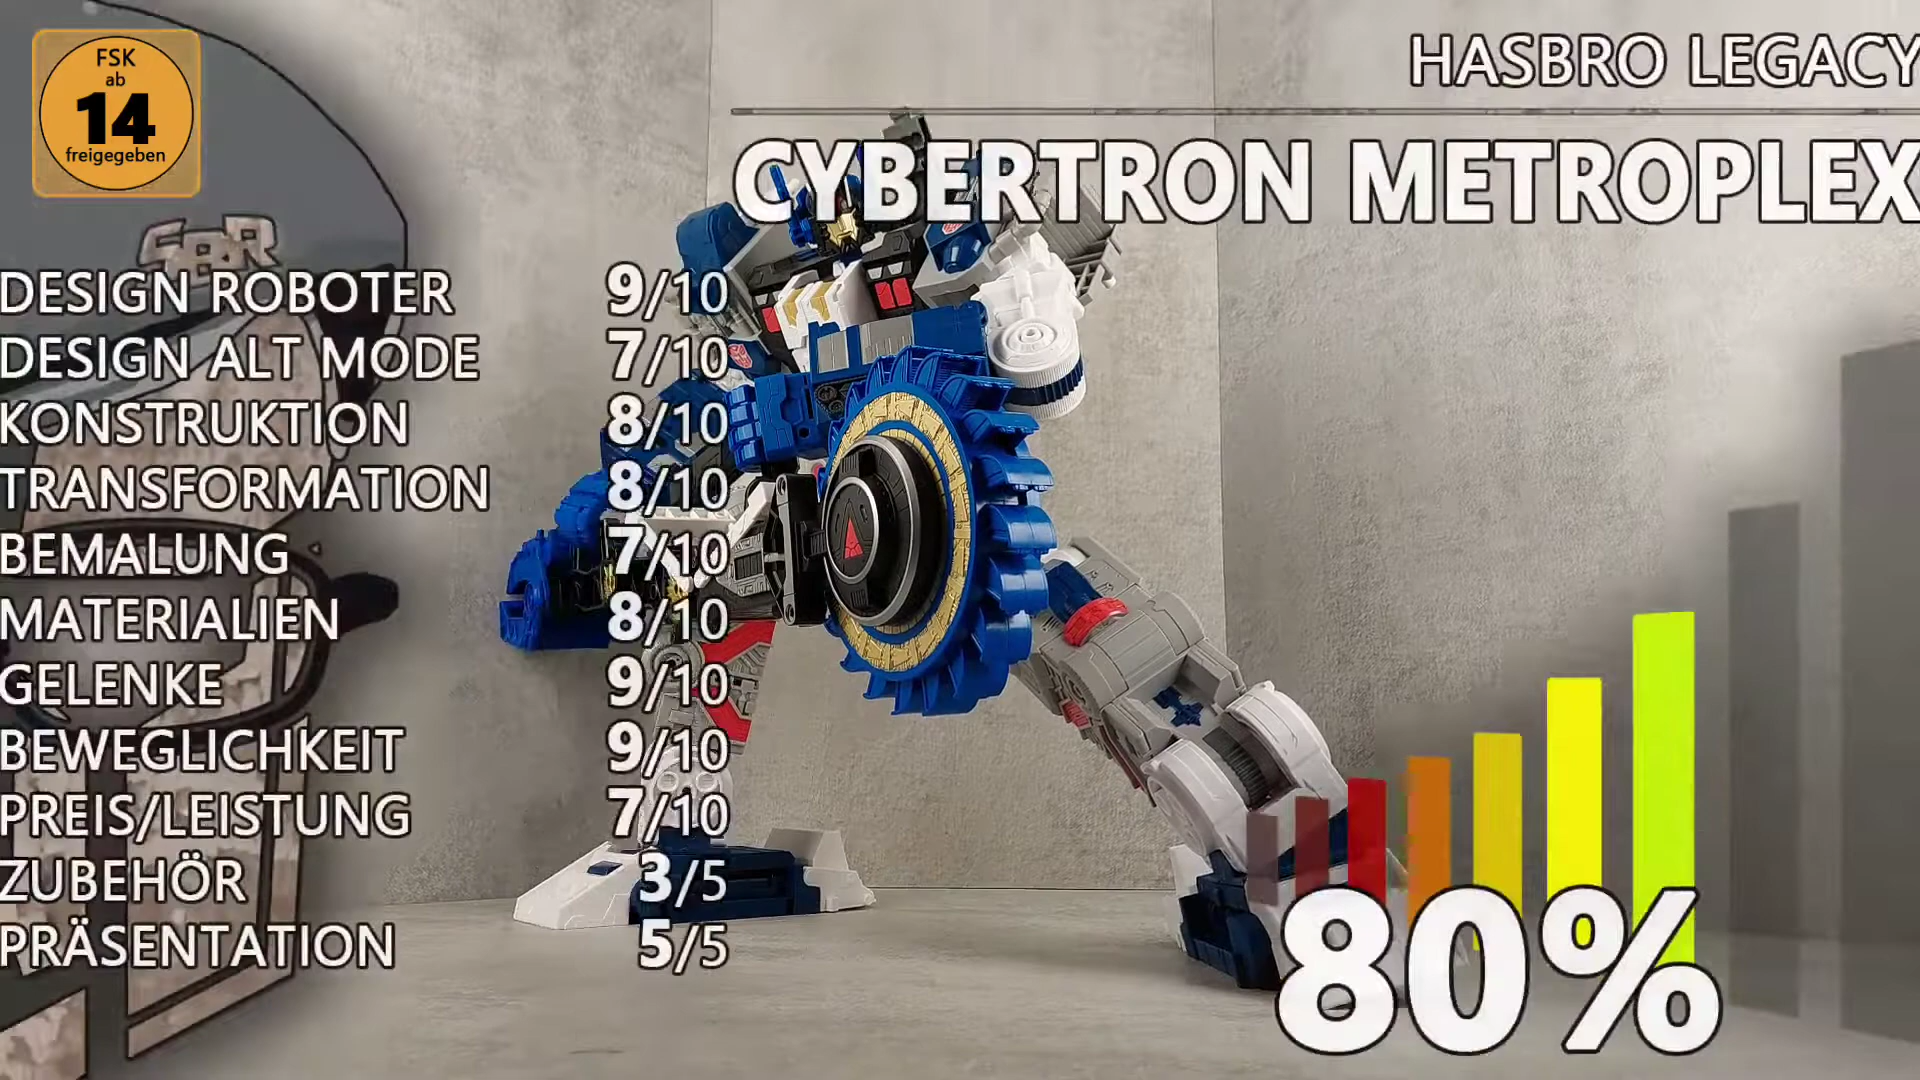 FSK
ab
14
freigegeben
HASBRO LEGACY
CYBERTRON METROPLEX
SBR
DESIGN ROBOTER 9/10
DESIGN ALT MODE 7/10
KONSTRUKTION 8/10
TRANSFORMATION 8/10
BEMALUNG 7/10
MATERIALIEN 8/10
GELENKE 9/10
BEWEGLICHKEIT 9/10
PREIS/LEISTUNG 7/10
ZUBEHÖR 3/5
PRÄSENTATION 5/5
80%